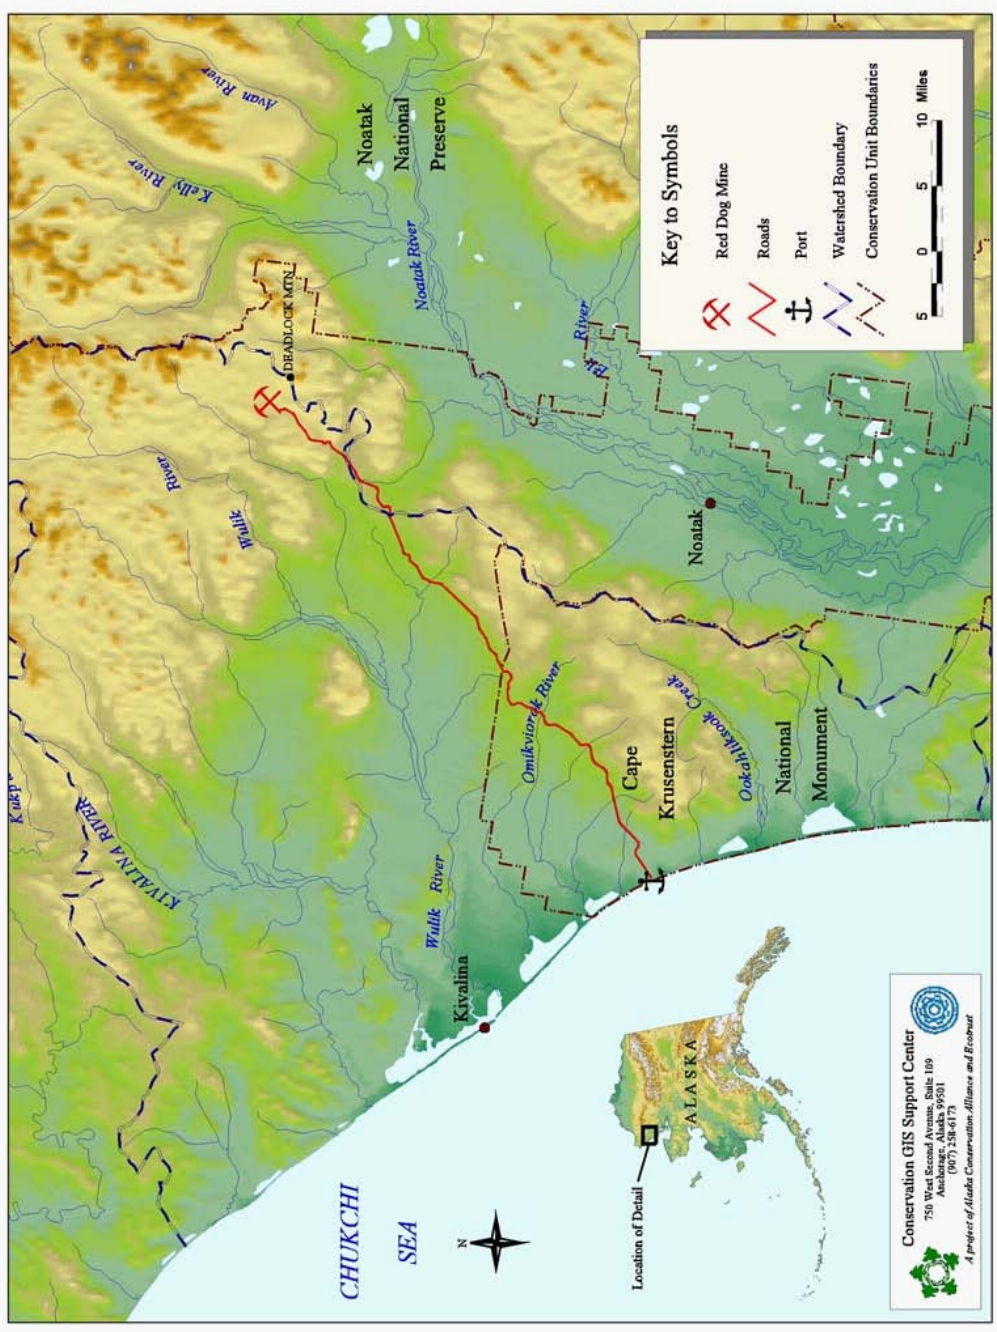 Kukp
KIVALINA RIVER
Wulik
River
Kelly River
Avan River
DEADLOCK MTN.
Noatak
National
Preserve
Noatak River
Eli River
Wulik River
Kivalina
Omikviorok River
Cape
Krusenstern
Ookahliksook Creek
National
Monument
Noatak
CHUKCHI
SEA
N
Location of Detail
ALASKA
Key to Symbols
Red Dog Mine
Roads
Port
Watershed Boundary
Conservation Unit Boundaries
5 0 5 10 Miles
Conservation GIS Support Center
750 West Second Avenue, Suite 109
Anchorage, Alaska 99501
(907) 258-6173
A project of Alaska Conservation Alliance and Ecotrust